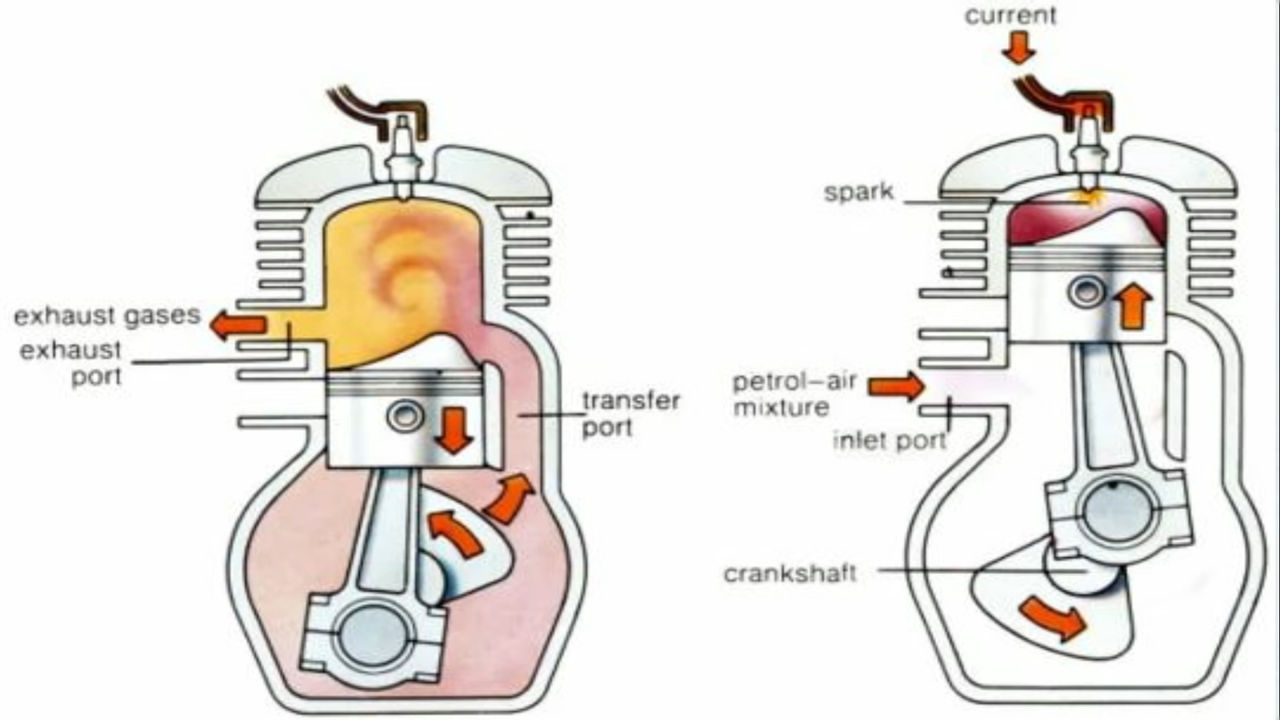 exhaust gases
exhaust
port
transfer
port
current
spark
petrol–air
mixture
inlet port
crankshaft